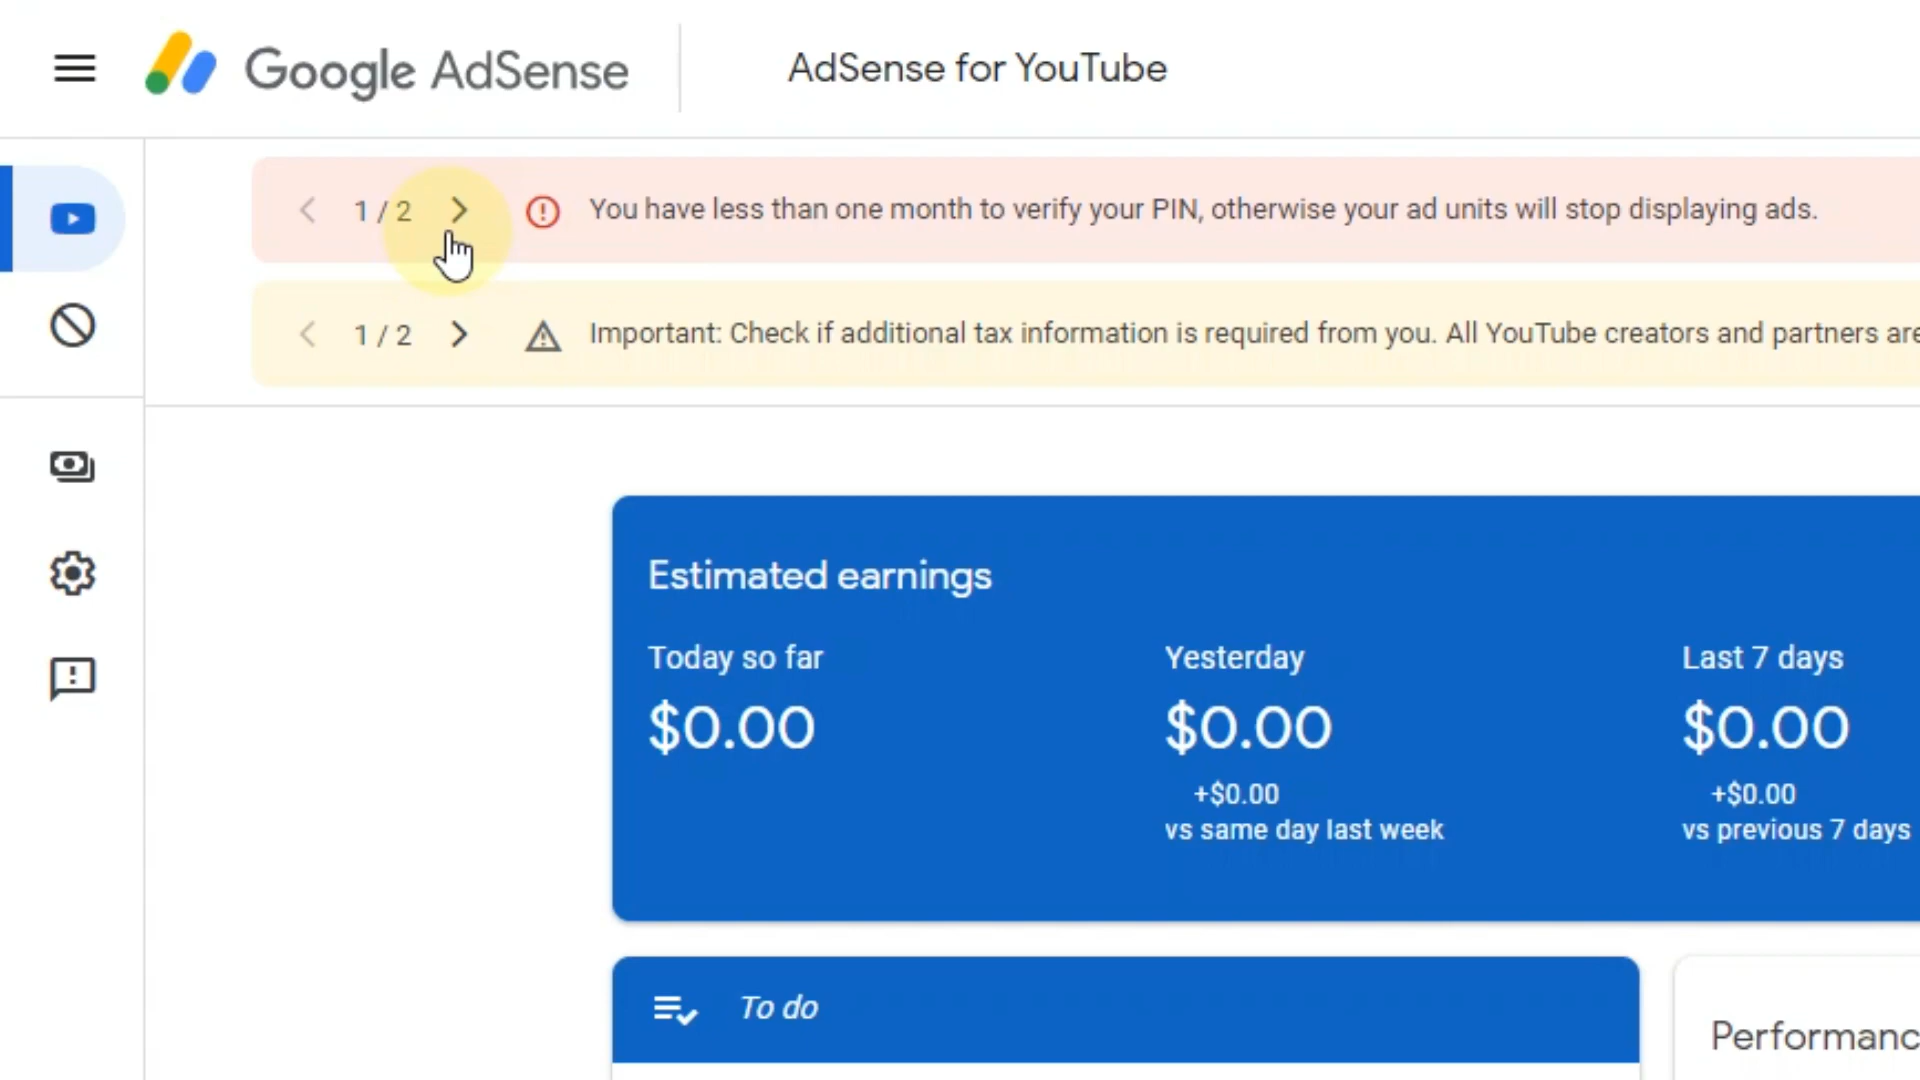 Google AdSense
AdSense for YouTube
1 / 2
You have less than one month to verify your PIN, otherwise your ad units will stop displaying ads.
1 / 2
Important: Check if additional tax information is required from you. All YouTube creators and partners are
Estimated earnings
Today so far
$0.00
Yesterday
$0.00
+$0.00
vs same day last week
Last 7 days
$0.00
+$0.00
vs previous 7 days
To do
Performanc